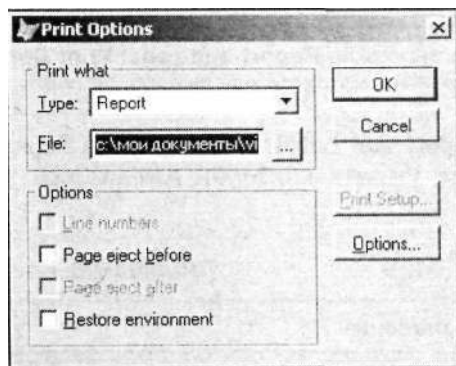 Print Options
Print what
Type: Report
File: c:\мои документы\vi ...
OK
Cancel
Print Setup...
Options...
Options
Line numbers
Page eject before
Page eject after
Restore environment